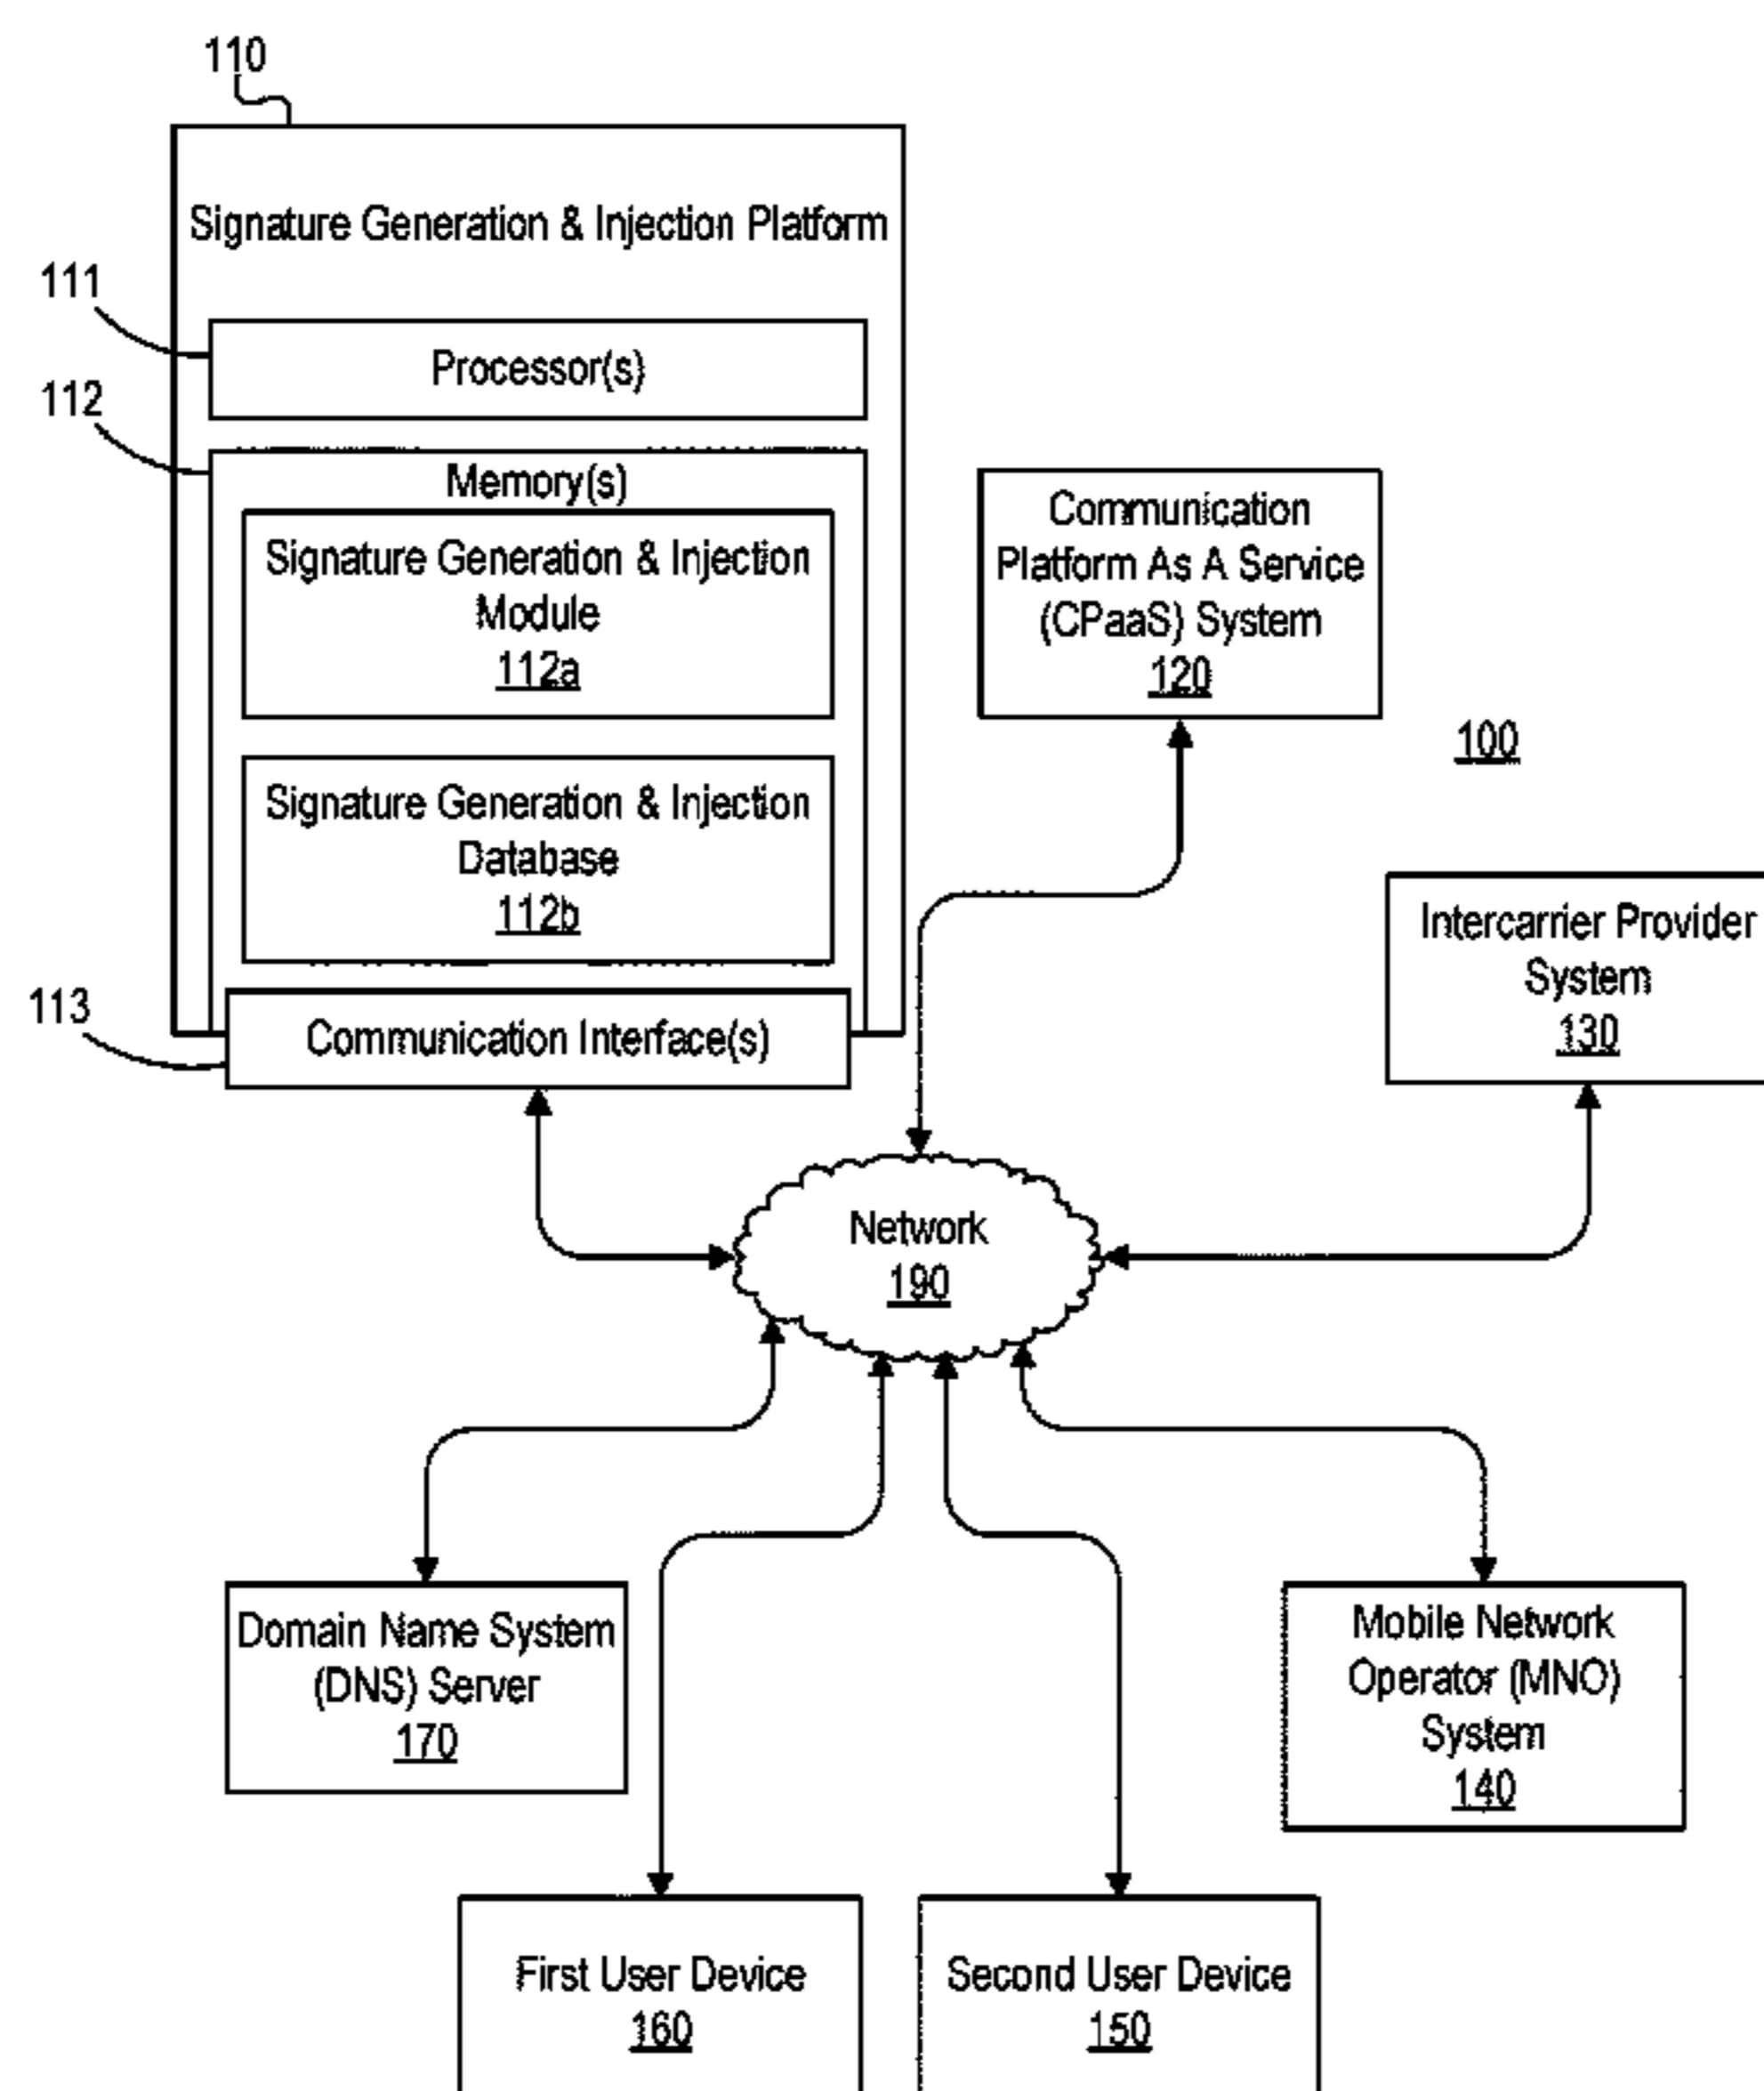 110
Signature Generation & Injection Platform
111
Processor(s)
112
Memory(s)
Signature Generation & Injection
Module
112a
Signature Generation & Injection
Database
112b
113
Communication Interface(s)
Communication
Platform As A Service
(CPaaS) System
120
100
Intercarrier Provider
System
130
Network
190
Domain Name System
(DNS) Server
170
Mobile Network
Operator (MNO)
System
140
First User Device
160
Second User Device
150